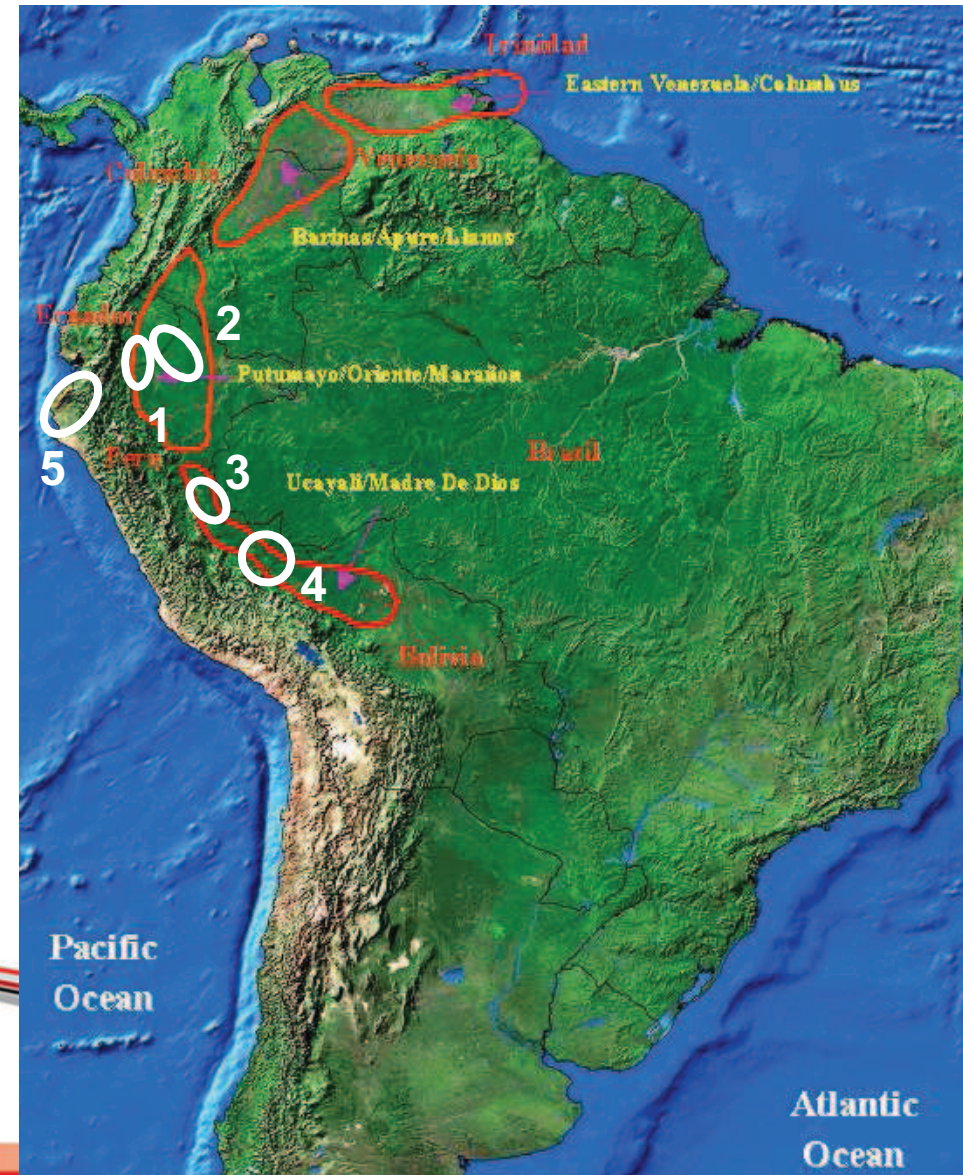 Trinidad
Eastern Venezuela/Columbus
Columbia
Venezuela
Barinas/Apure/Llanos
Ecuador
2
Putumayo/Oriente/Marañon
1
5
Peru
3
Brazil
Ucayali/Madre De Dios
4
Bolivia
Pacific
Ocean
Atlantic
Ocean